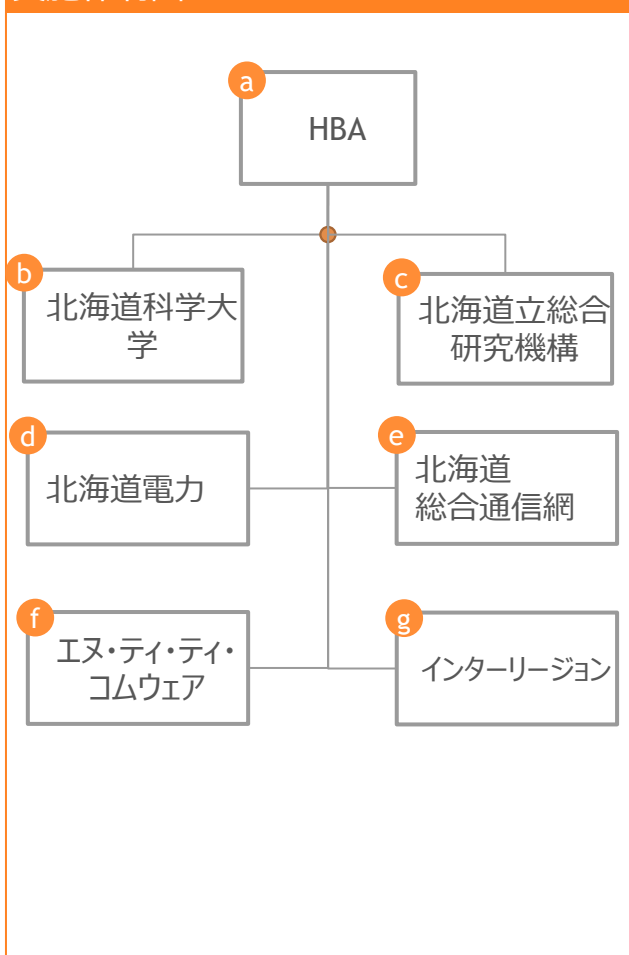 a
HBA
b
北海道科学大
学
c
北海道立総合
研究機構
d
北海道電力
e
北海道
総合通信網
f
エヌ・ティ・ティ・
コムウェア
g
インターリージョン